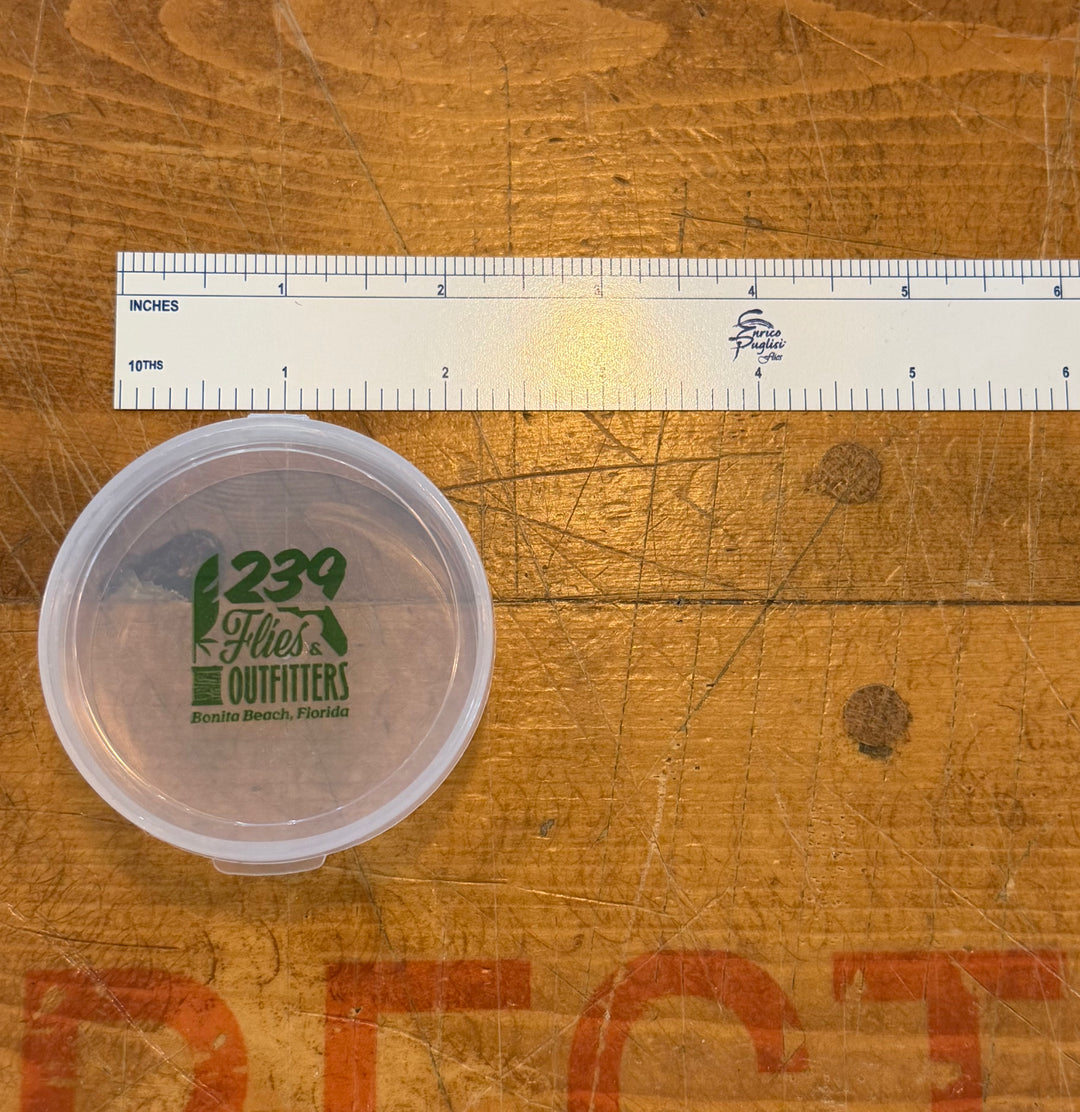 1 2 3 4 5 6
INCHES
Enrico
Puglisi
flies
10THS
1 2 4 5 6
239
Flies &
OUTFITTERS
Bonita Beach, Florida